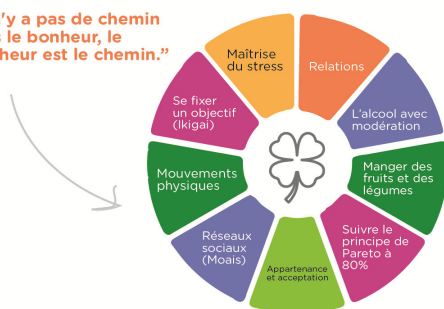 n'y a pas de chemin
le bonheur, le
heur est le chemin.”
Maîtrise
du stress
Relations
L'alcool avec
modération
Manger des
fruits et des
légumes
Suivre le
principe de
Pareto à
80%
Appartenance
et acceptation
Réseaux
sociaux
(Moais)
Mouvements
physiques
Se fixer
un objectif
(Ikigai)